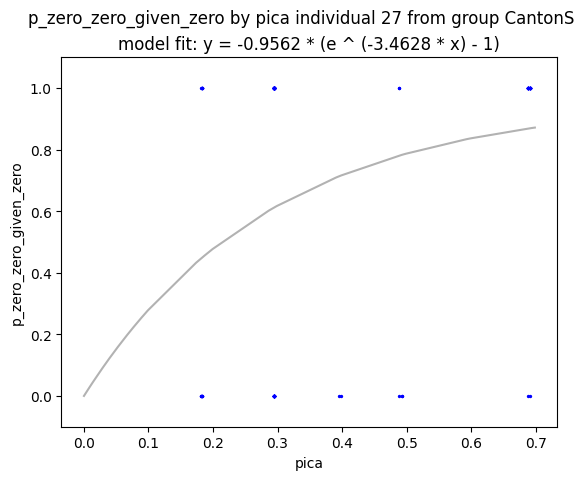 p_zero_zero_given_zero by pica individual 27 from group CantonS
model fit: y = -0.9562 * (e ^ (-3.4628 * x) - 1)
1.0
0.8
0.6
0.4
0.2
0.0
p_zero_zero_given_zero
0.0 0.1 0.2 0.3 0.4 0.5 0.6 0.7
pica